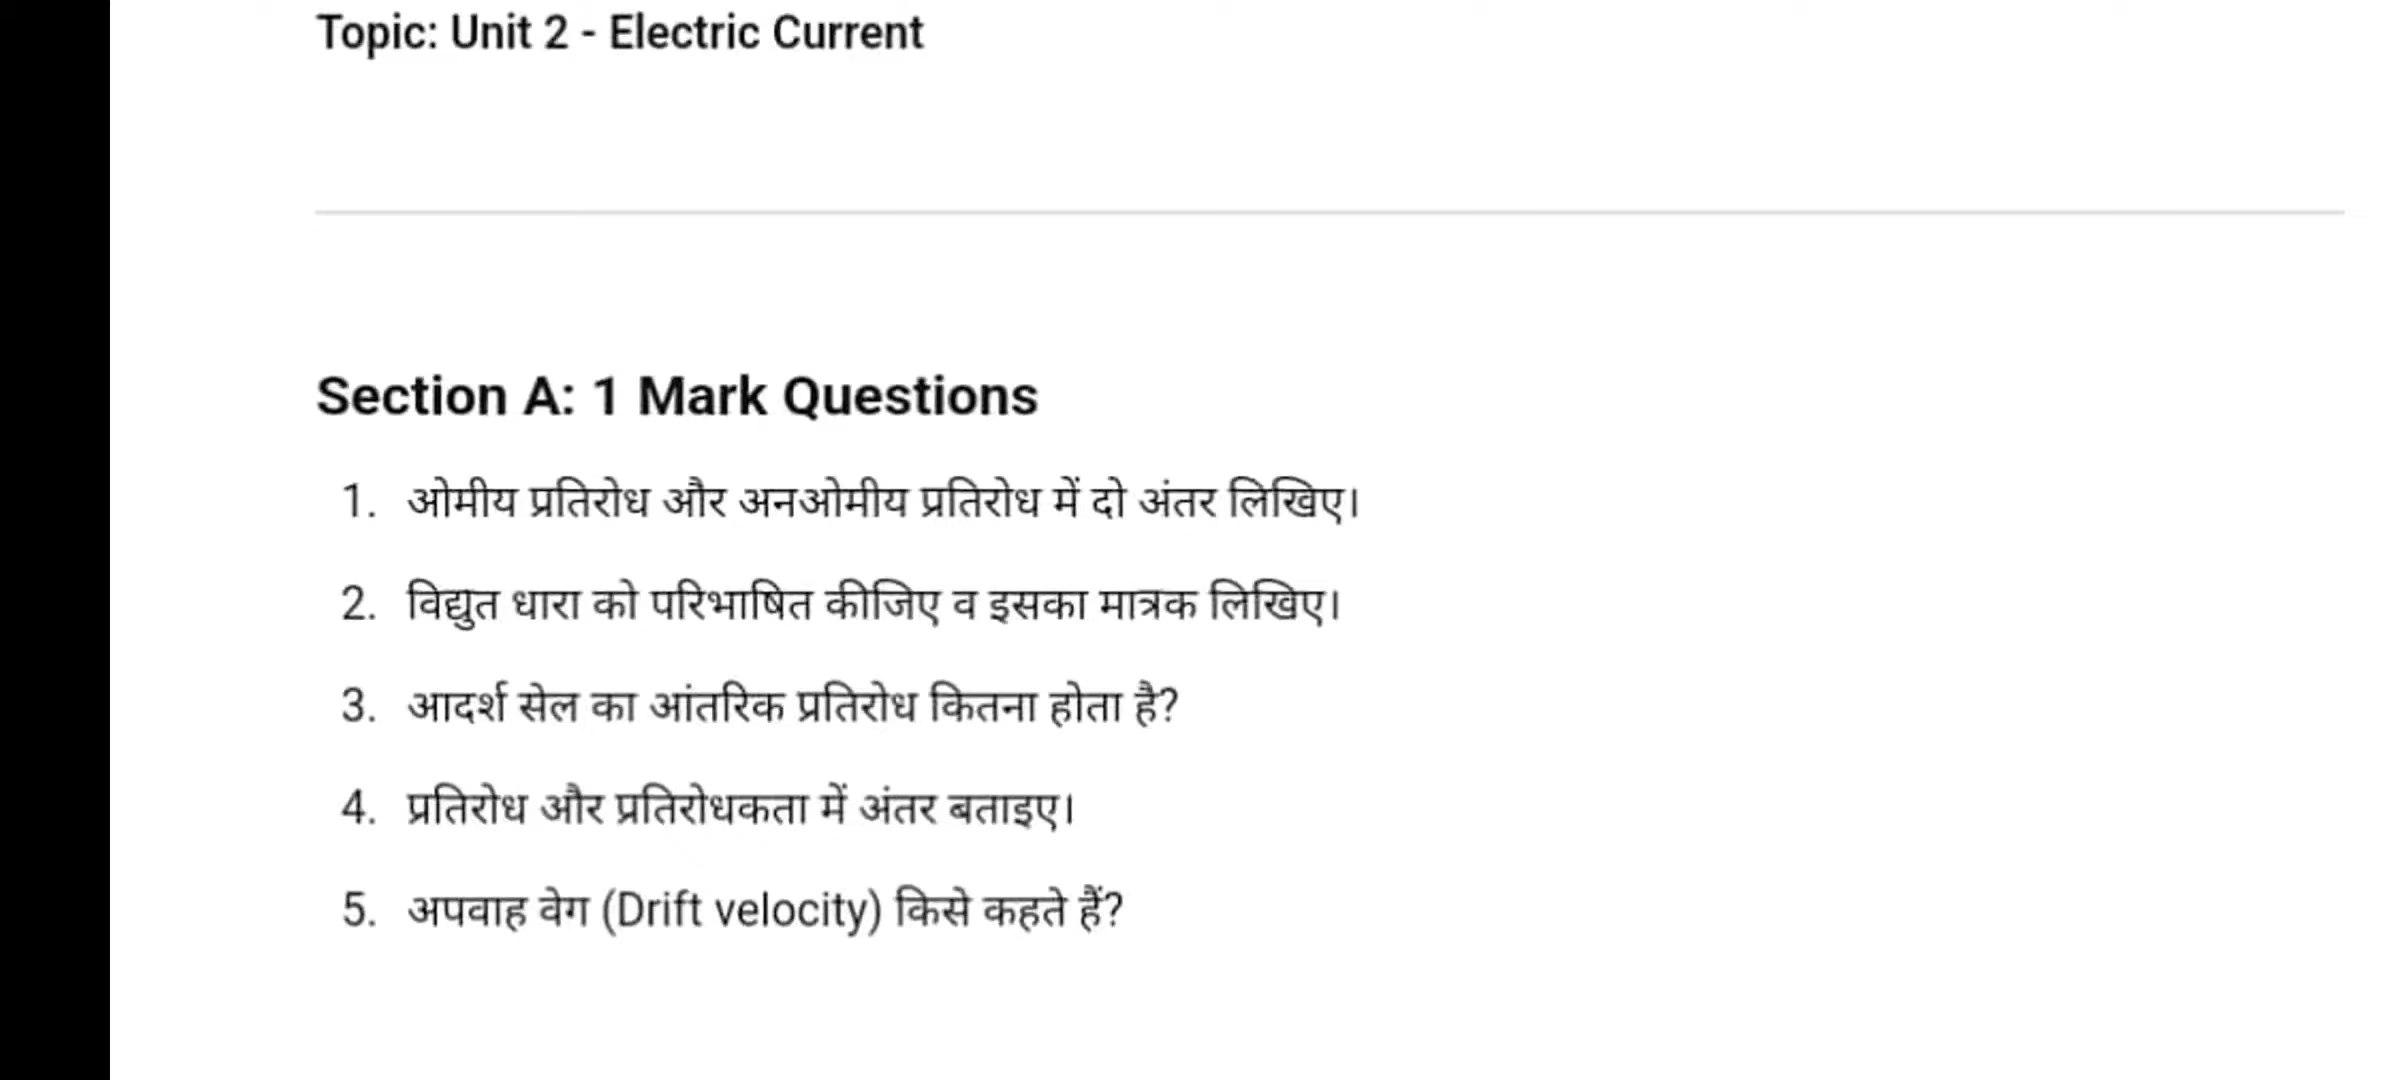 Topic: Unit 2 - Electric Current
Section A: 1 Mark Questions
1. ओमीय प्रतिरोध और अनओमीय प्रतिरोध में दो अंतर लिखिए।
2. विद्युत धारा को परिभाषित कीजिए व इसका मात्रक लिखिए।
3. आदर्श सेल का आंतरिक प्रतिरोध कितना होता है?
4. प्रतिरोध और प्रतिरोधकता में अंतर बताइए।
5. अपवाह वेग (Drift velocity) किसे कहते हैं?